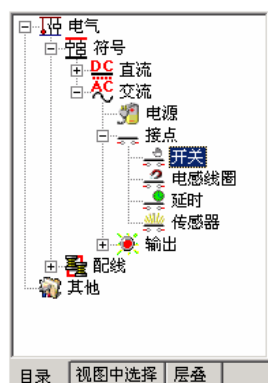 电气
符号
DC 直流
AC 交流
电源
接点
开关
电感线圈
延时
传感器
输出
配线
其他
目录 视图中选择 层叠